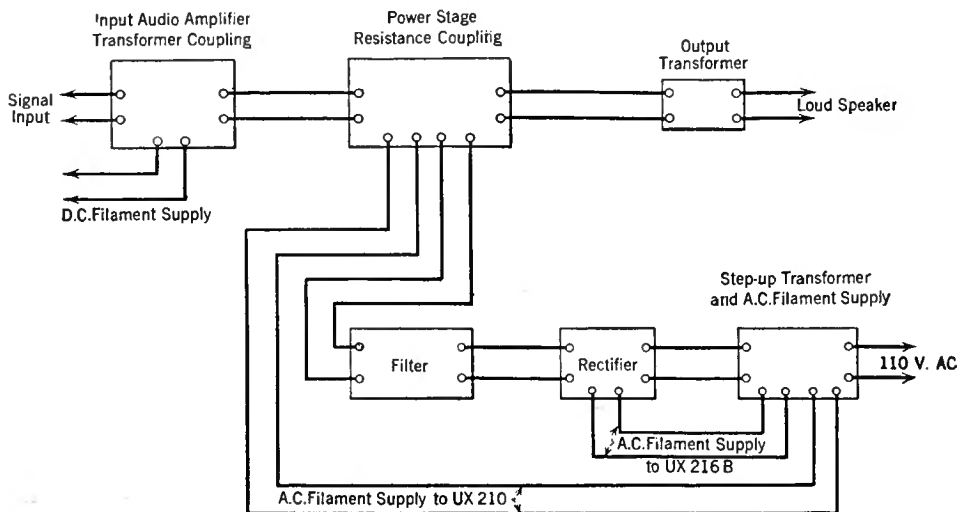 Input Audio Amplifier
Transformer Coupling
Power Stage
Resistance Coupling
Output
Transformer
Signal
Input
Loud Speaker
D.C.Filament Supply
Step-up Transformer
and A.C.Filament Supply
Filter
Rectifier
110 V. AC
A.C.Filament Supply
to UX 216 B
A.C.Filament Supply to UX 210